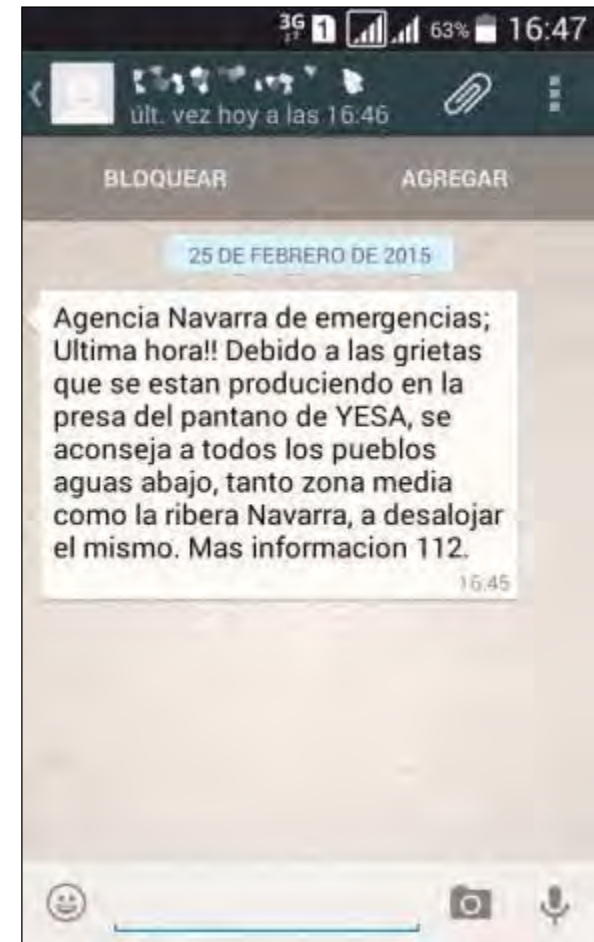 3G 1 63% 16:47
últ. vez hoy a las 16:46
BLOQUEAR AGREGAR
25 DE FEBRERO DE 2015
Agencia Navarra de emergencias;
Ultima hora!! Debido a las grietas
que se estan produciendo en la
presa del pantano de YESA, se
aconseja a todos los pueblos
aguas abajo, tanto zona media
como la ribera Navarra, a desalojar
el mismo. Mas informacion 112.
16:45